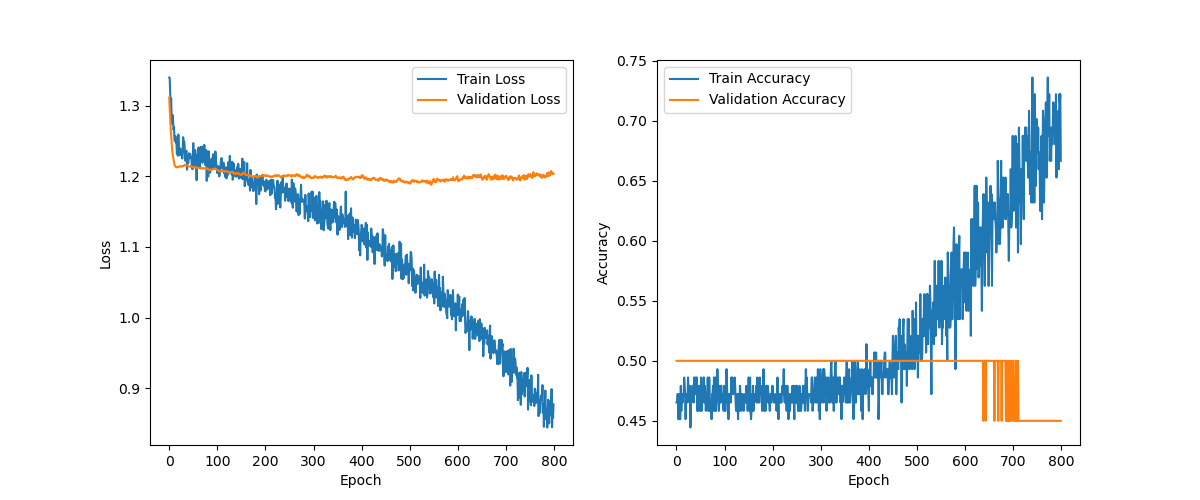 Train Loss
Validation Loss
1.3
1.2
1.1
1.0
0.9
Loss
0 100 200 300 400 500 600 700 800
Epoch
Train Accuracy
Validation Accuracy
0.75
0.70
0.65
0.60
0.55
0.50
0.45
Accuracy
0 100 200 300 400 500 600 700 800
Epoch